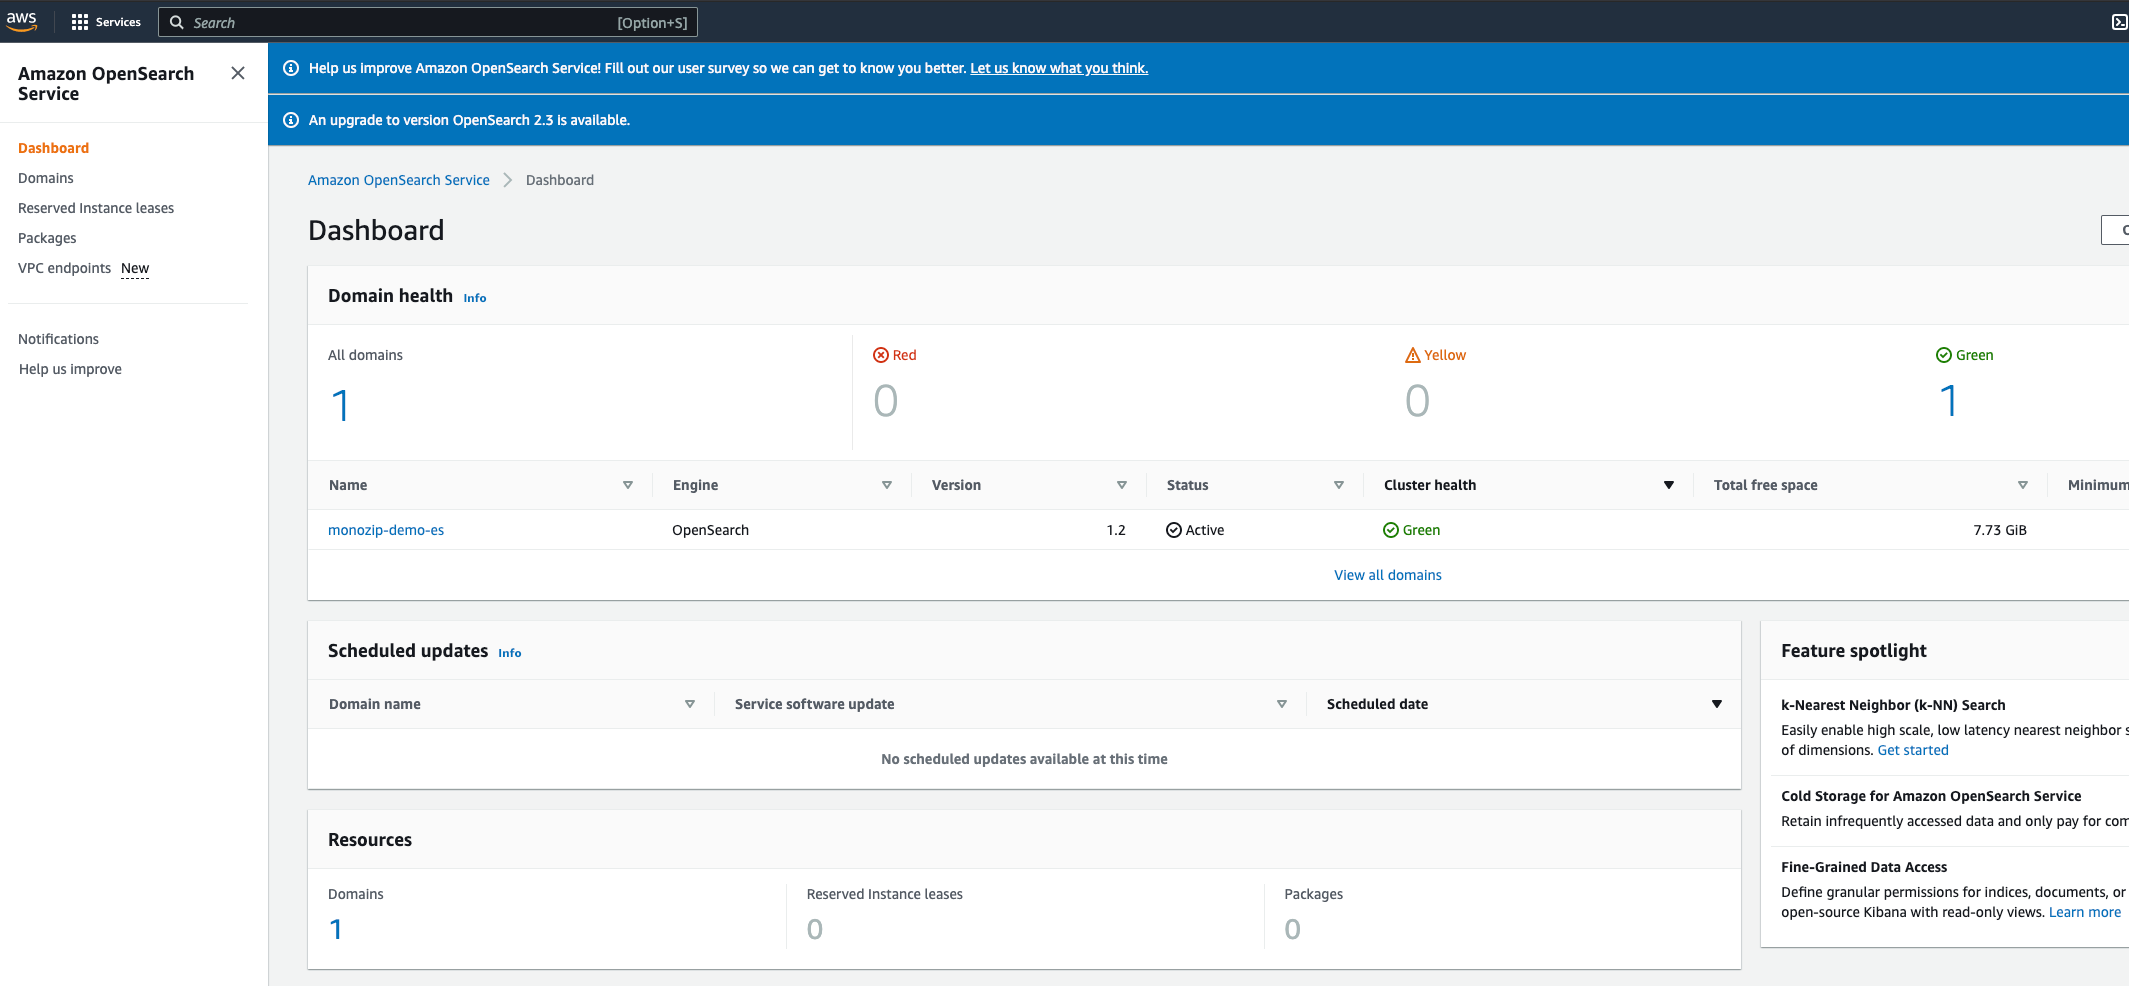 aws
Services
Search
[Option+S]
Amazon OpenSearch
Service
Dashboard
Domains
Reserved Instance leases
Packages
VPC endpoints New
Notifications
Help us improve
Help us improve Amazon OpenSearch Service! Fill out our user survey so we can get to know you better. Let us know what you think.
An upgrade to version OpenSearch 2.3 is available.
Amazon OpenSearch Service
Dashboard
Dashboard
Domain health Info
All domains
1
Red
0
Yellow
0
Green
1
Name
Engine
Version
Status
Cluster health
Total free space
Minimum
monozip-demo-es
OpenSearch
1.2
Active
Green
7.73 GiB
View all domains
Scheduled updates Info
Domain name
Service software update
Scheduled date
No scheduled updates available at this time
Resources
Domains
1
Reserved Instance leases
0
Packages
0
Feature spotlight
k-Nearest Neighbor (k-NN) Search
Easily enable high scale, low latency nearest neighbor
of dimensions. Get started
Cold Storage for Amazon OpenSearch Service
Retain infrequently accessed data and only pay for
Fine-Grained Data Access
Define granular permissions for indices, documents, or
open-source Kibana with read-only views. Learn more